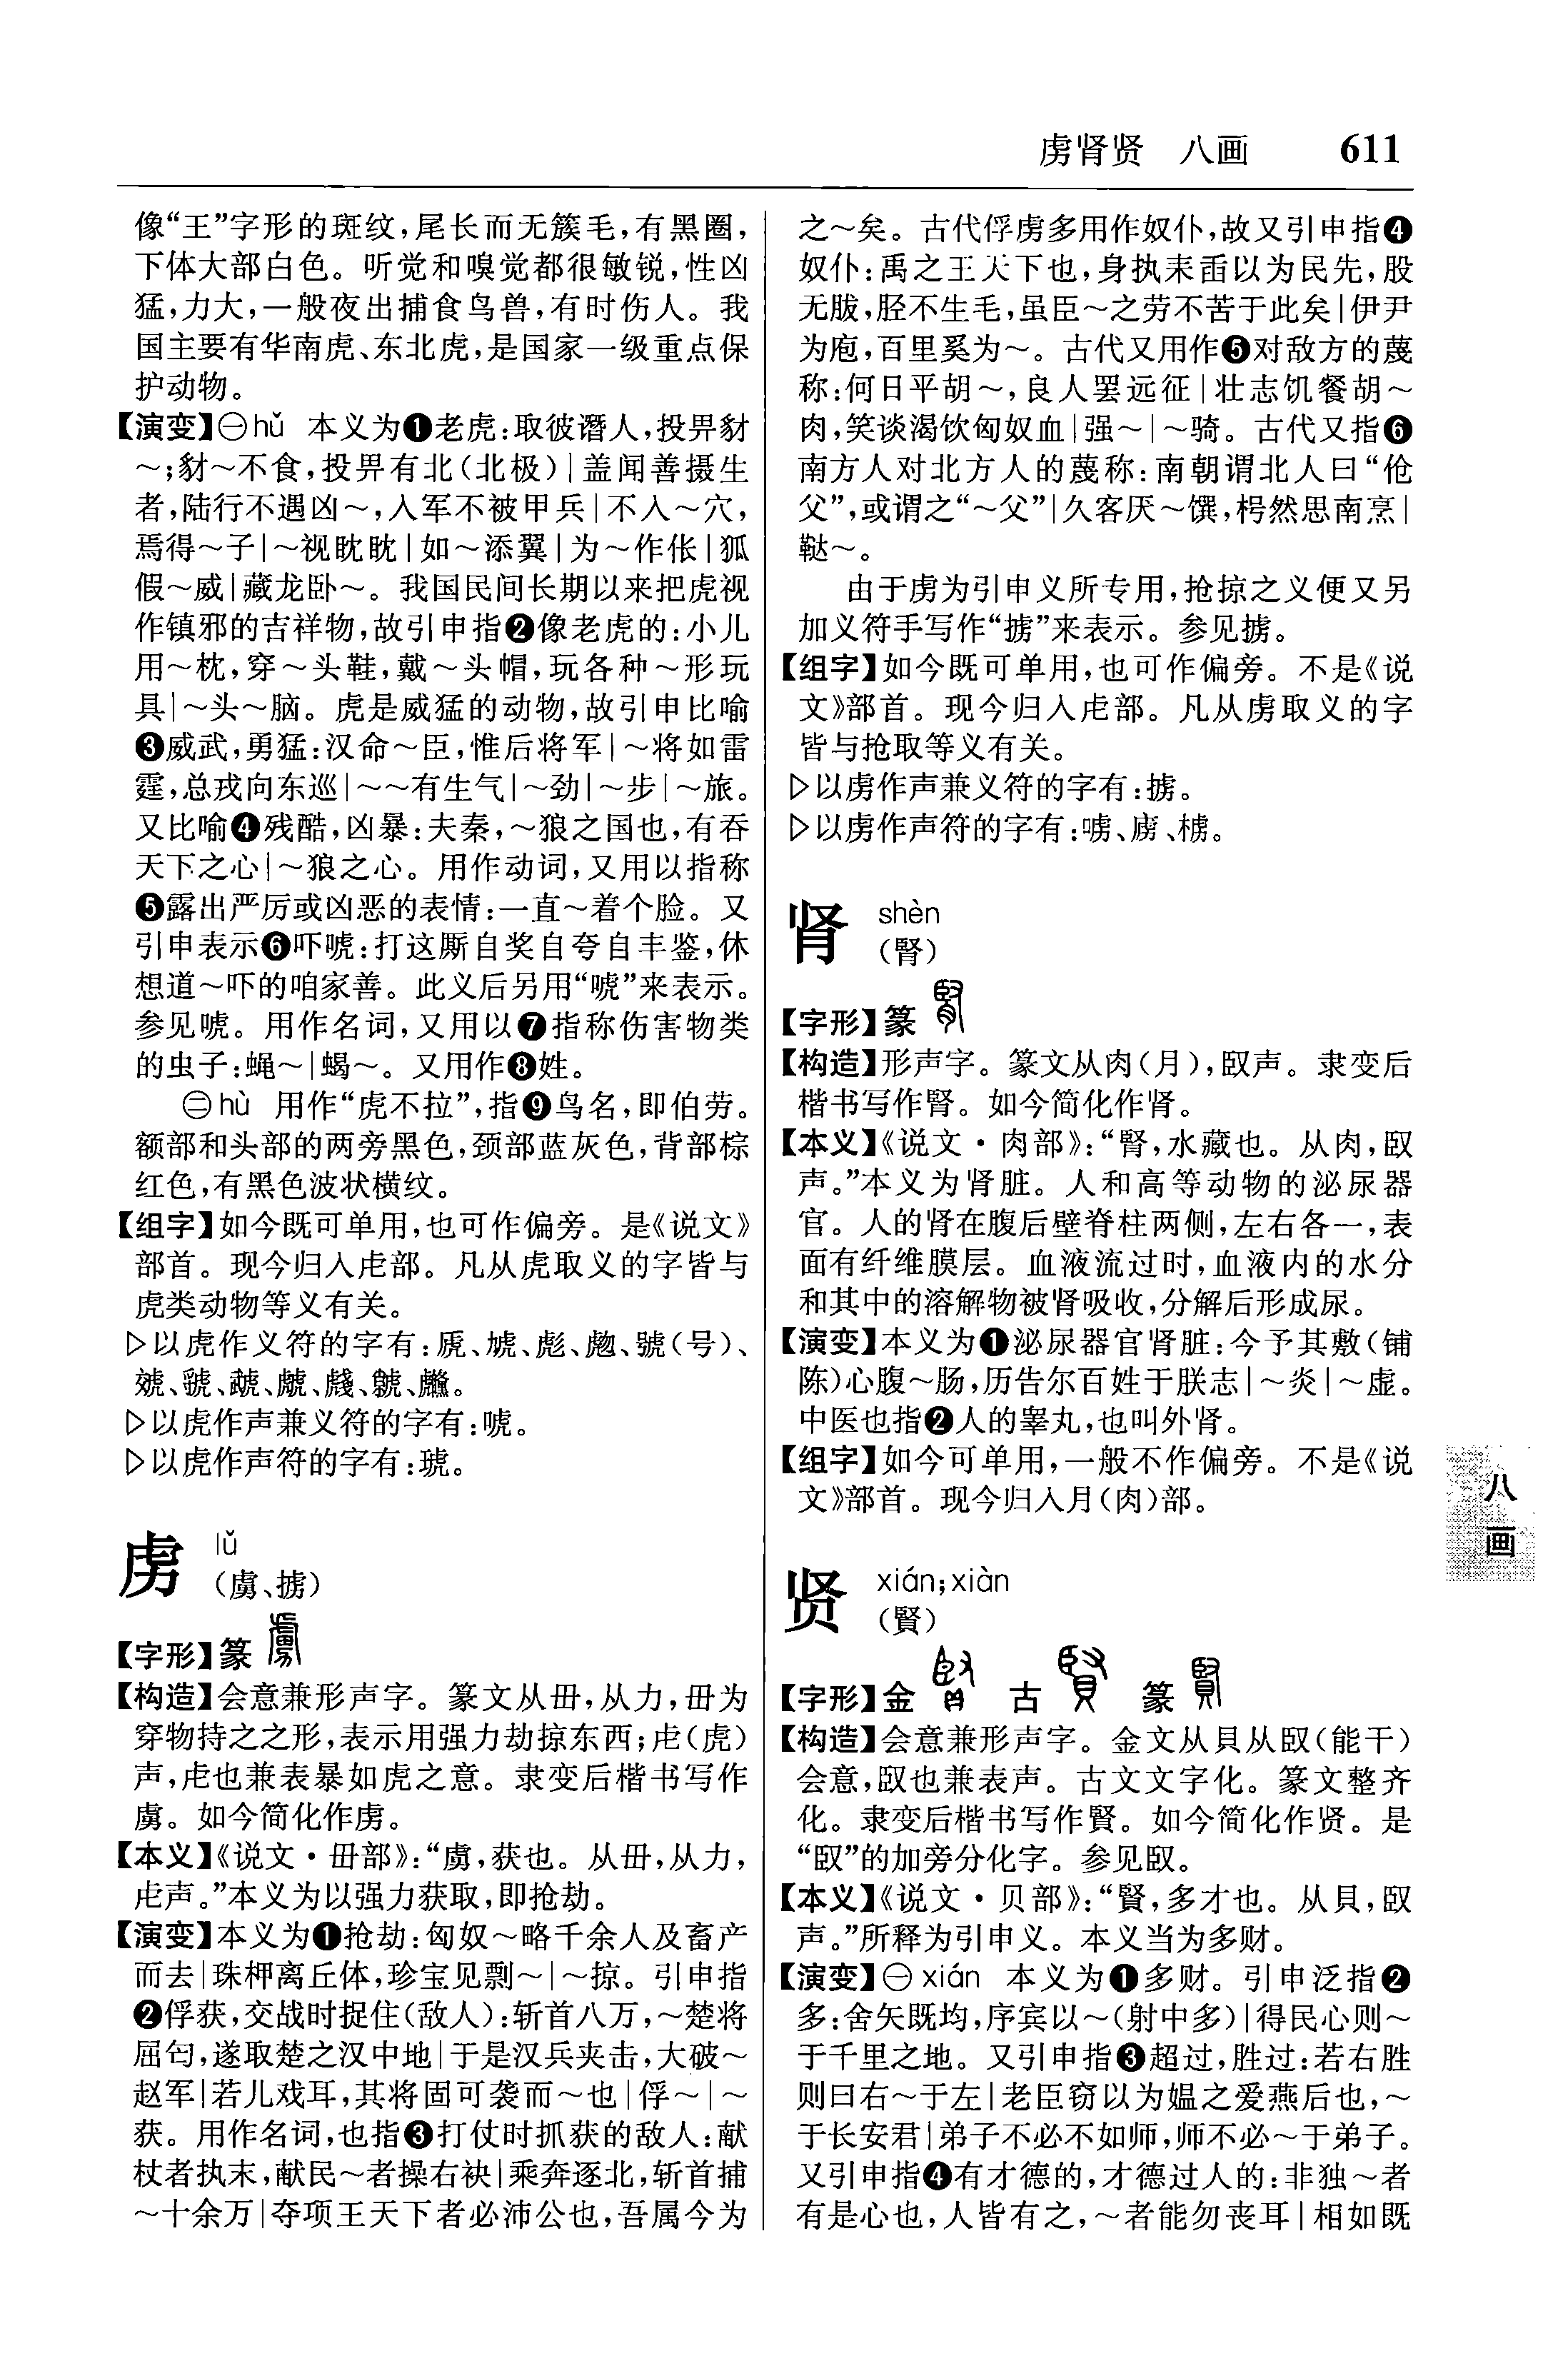 虏肾贤 八画 611
像“王”字形的斑纹,尾长而无簇毛,有黑圈,
下体大部白色。听觉和嗅觉都很敏锐,性凶
猛,力大,一般夜出捕食鸟兽,有时伤人。我
国主要有华南虎、东北虎,是国家一级重点保
护动物。
【演变】㊀hǔ 本义为❶老虎:取彼谮人,投畀豺
~;豺~不食,投畀有北(北极)|盖闻善摄生
者,陆行不遇凶~,入军不被甲兵|不入~穴,
焉得~子|~视眈眈|如~添翼|为~作伥|狐
假~威|藏龙卧~。我国民间长期以来把虎视
作镇邪的吉祥物,故引申指❷像老虎的:小儿
用~枕,穿~头鞋,戴~头帽,玩各种~形玩
具|~头~脑。虎是威猛的动物,故引申比喻
❸威武,勇猛:汉命~臣,惟后将军|~将如雷
霆,总戎向东巡|~~有生气|~劲|~步|~旅。
又比喻❹残酷,凶暴:夫秦,~狼之国也,有吞
天下之心|~狼之心。用作动词,又用以指称
❺露出严厉或凶恶的表情:一直~着个脸。又
引申表示❻吓唬:打这厮自奖自夸自丰鉴,休
想道~吓的咱家善。此义后另用“唬”来表示。
参见唬。用作名词,又用以❼指称伤害物类
的虫子:蝇~|蝎~。又用作❽姓。
㊁hù 用作“虎不拉”,指❾鸟名,即伯劳。
额部和头部的两旁黑色,颈部蓝灰色,背部棕
红色,有黑色波状横纹。
【组字】如今既可单用,也可作偏旁。是《说文》
部首。现今归入虍部。凡从虎取义的字皆与
虎类动物等义有关。
▷以虎作义符的字有:虒、彪、號(号)、
▷以虎作声兼义符的字有:唬。
▷以虎作声符的字有:琥。
虏 lǔ
(虜、掳)
【字形】篆
【构造】会意兼形声字。篆文从毌,从力,毌为
穿物持之之形,表示用强力劫掠东西;虍(虎)
声,虍也兼表暴如虎之意。隶变后楷书写作
虜。如今简化作虏。
【本义】《说文·毌部》:“虜,获也。从毌,从力,
虍声。”本义为以强力获取,即抢劫。
【演变】本义为❶抢劫:匈奴~略千余人及畜产
而去|珠柙离丘体,珍宝见剽~|~掠。引申指
❷俘获,交战时捉住(敌人):斩首八万,~楚将
屈匄,遂取楚之汉中地|于是汉兵夹击,大破~
赵军|若儿戏耳,其将固可袭而~也|俘~|~
获。用作名词,也指❸打仗时抓获的敌人:献
杖者执末,献民~者操右袂|乘奔逐北,斩首捕
~十余万|夺项王天下者必沛公也,吾属今为
之~矣。古代俘虏多用作奴仆,故又引申指❹
奴仆:禹之王天下也,身执耒臿以为民先,股
无胈,胫不生毛,虽臣~之劳不苦于此矣|伊尹
为庖,百里奚为~。古代又用作❺对敌方的蔑
称:何日平胡~,良人罢远征|壮志饥餐胡~
肉,笑谈渴饮匈奴血|强~|~骑。古代又指❻
南方人对北方人的蔑称:南朝谓北人曰“伧
父”,或谓之“~父”|久客厌~馔,枵然思南烹|
鞑~。
由于虏为引申义所专用,抢掠之义便又另
加义符手写作“掳”来表示。参见掳。
【组字】如今既可单用,也可作偏旁。不是《说
文》部首。现今归入虍部。凡从虏取义的字
皆与抢取等义有关。
▷以虏作声兼义符的字有:掳。
▷以虏作声符的字有:
肾 shèn
(腎)
【字形】篆
【构造】形声字。篆文从肉(月),臤声。隶变后
楷书写作腎。如今简化作肾。
【本义】《说文·肉部》:“腎,水藏也。从肉,臤
声。”本义为肾脏。人和高等动物的泌尿器
官。人的肾在腹后壁脊柱两侧,左右各一,表
面有纤维膜层。血液流过时,血液内的水分
和其中的溶解物被肾吸收,分解后形成尿。
【演变】本义为❶泌尿器官肾脏:今予其敷(铺
陈)心腹~肠,历告尔百姓于朕志|~炎|~虚。
中医也指❷人的睾丸,也叫外肾。
【组字】如今可单用,一般不作偏旁。不是《说
文》部首。现今归入月(肉)部。
贤 xián;xiàn
(賢)
【字形】金 古 篆
【构造】会意兼形声字。金文从貝从臤(能干)
会意,臤也兼表声。古文文字化。篆文整齐
化。隶变后楷书写作賢。如今简化作贤。是
“臤”的加旁分化字。参见臤。
【本义】《说文·贝部》:“賢,多才也。从貝,臤
声。”所释为引申义。本义当为多财。
【演变】㊀xián 本义为❶多财。引申泛指❷
多:舍矢既均,序宾以~(射中多)|得民心则~
于千里之地。又引申指❸超过,胜过:若右胜
则曰右~于左|老臣窃以为媪之爱燕后也,~
于长安君|弟子不必不如师,师不必~于弟子。
又引申指❹有才德的,才德过人的:非独~者
有是心也,人皆有之,~者能勿丧耳|相如既
八
画